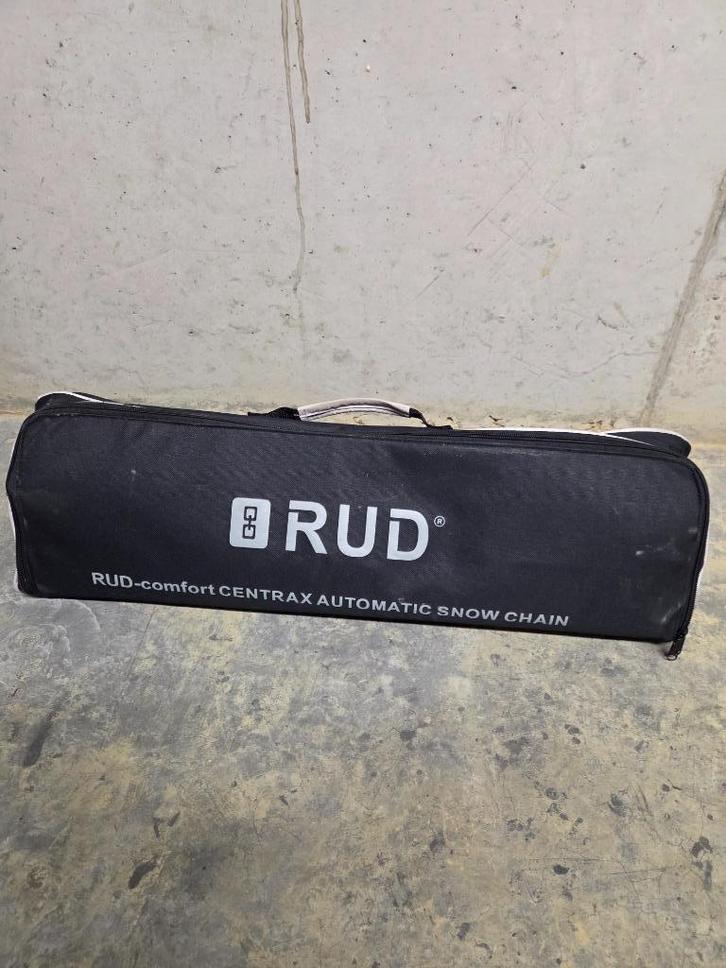 RUD®
RUD-comfort CENTRAX AUTOMATIC SNOW CHAIN